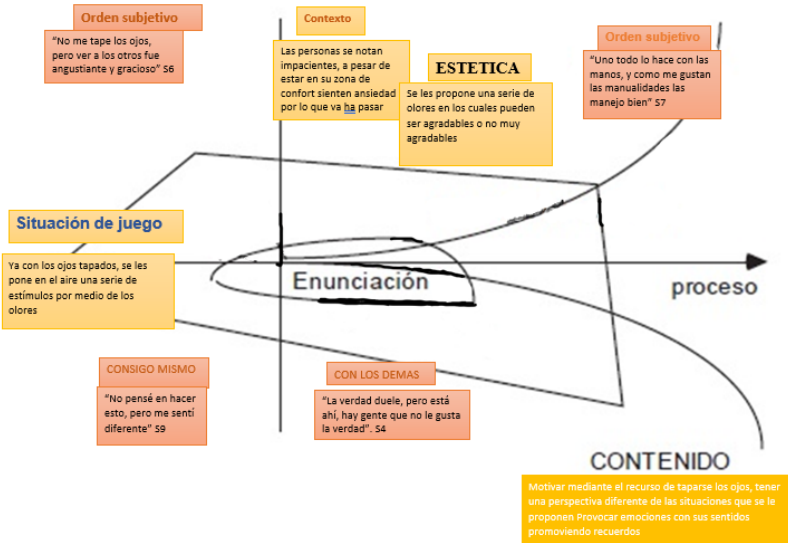 Orden subjetivo
“No me tape los ojos,
pero ver a los otros fue
angustiante y gracioso” S6
Contexto
Las personas se notan
impacientes, a pesar de
estar en su zona de
confort sienten ansiedad
por lo que va ha pasar
ESTETICA
Se les propone una serie de
olores en los cuales pueden
ser agradables o no muy
agradables
Orden subjetivo
“Uno todo lo hace con las
manos, y como me gustan
las manualidades las
manejo bien” S7
Situación de juego
Ya con los ojos tapados, se les
pone en el aire una serie de
estímulos por medio de los
olores
Enunciación
proceso
CONSIGO MISMO
“No pensé en hacer
esto, pero me sentí
diferente” S9
CON LOS DEMAS
“La verdad duele, pero está
ahí, hay gente que no le gusta
la verdad”. S4
CONTENIDO
Motivar mediante el recurso de taparse los ojos, tener
una perspectiva diferente de las situaciones que se le
proponen Provocar emociones con sus sentidos
promoviendo recuerdos